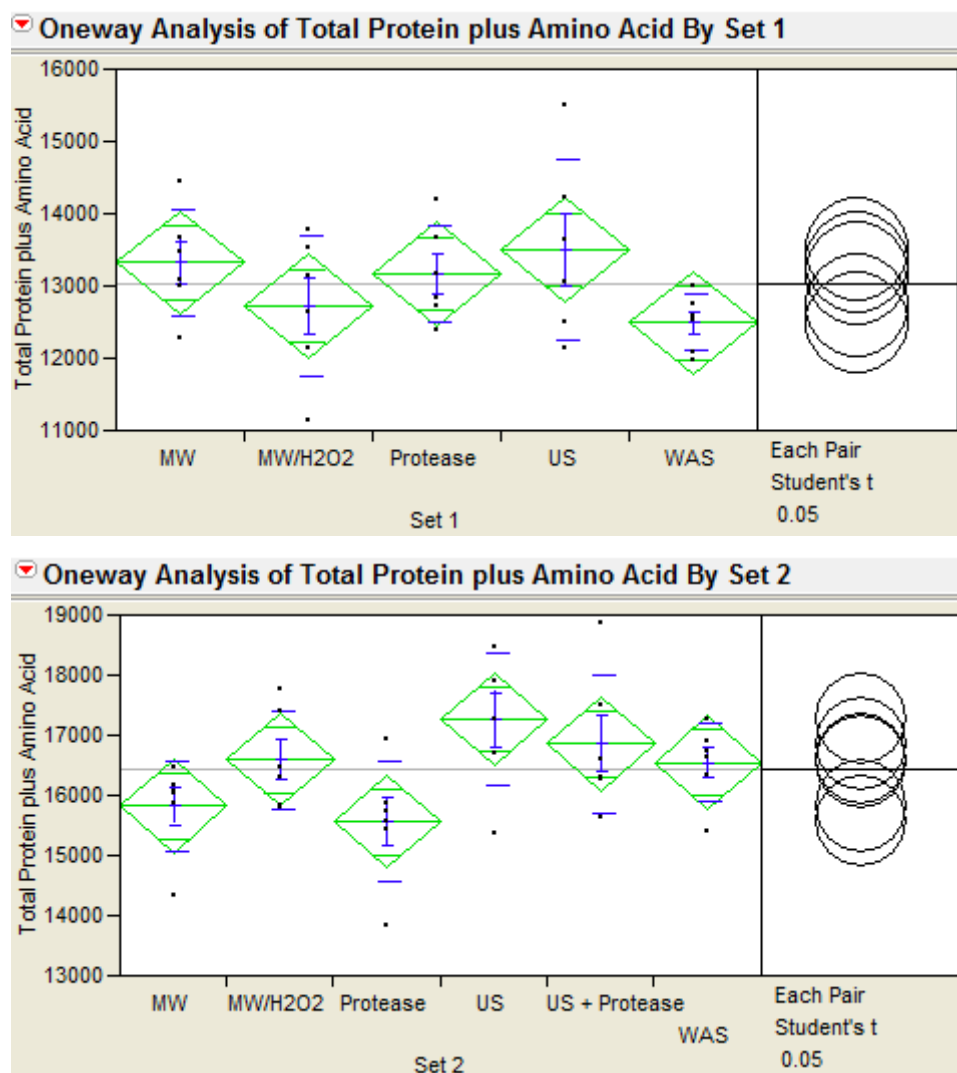 Oneway Analysis of Total Protein plus Amino Acid By Set 1
Total Protein plus Amino Acid
16000
15000
14000
13000
12000
11000
MW MW/H2O2 Protease US WAS
Set 1
Each Pair
Student's t
0.05
Oneway Analysis of Total Protein plus Amino Acid By Set 2
Total Protein plus Amino Acid
19000
18000
17000
16000
15000
14000
13000
MW MW/H2O2 Protease US US + Protease
WAS
Set 2
Each Pair
Student's t
0.05